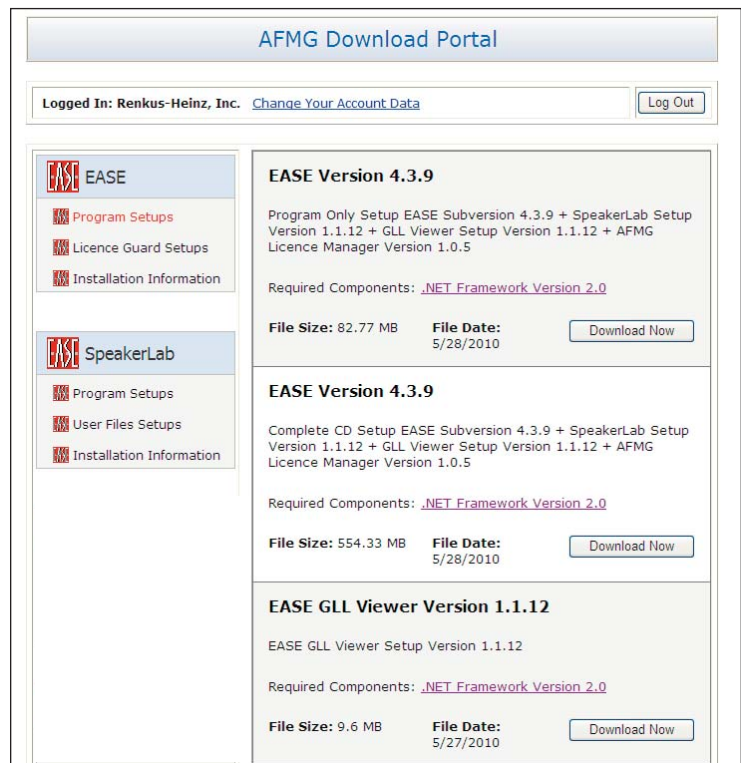 AFMG Download Portal
Logged In: Renkus-Heinz, Inc. Change Your Account Data
Log Out
EASE EASE
Program Setups
Licence Guard Setups
Installation Information
EASE SpeakerLab
Program Setups
User Files Setups
Installation Information
EASE Version 4.3.9
Program Only Setup EASE Subversion 4.3.9 + SpeakerLab Setup
Version 1.1.12 + GLL Viewer Setup Version 1.1.12 + AFMG
Licence Manager Version 1.0.5
Required Components: .NET Framework Version 2.0
File Size: 82.77 MB File Date:
5/28/2010
Download Now
EASE Version 4.3.9
Complete CD Setup EASE Subversion 4.3.9 + SpeakerLab Setup
Version 1.1.12 + GLL Viewer Setup Version 1.1.12 + AFMG
Licence Manager Version 1.0.5
Required Components: .NET Framework Version 2.0
File Size: 554.33 MB File Date:
5/28/2010
Download Now
EASE GLL Viewer Version 1.1.12
EASE GLL Viewer Setup Version 1.1.12
Required Components: .NET Framework Version 2.0
File Size: 9.6 MB File Date:
5/27/2010
Download Now